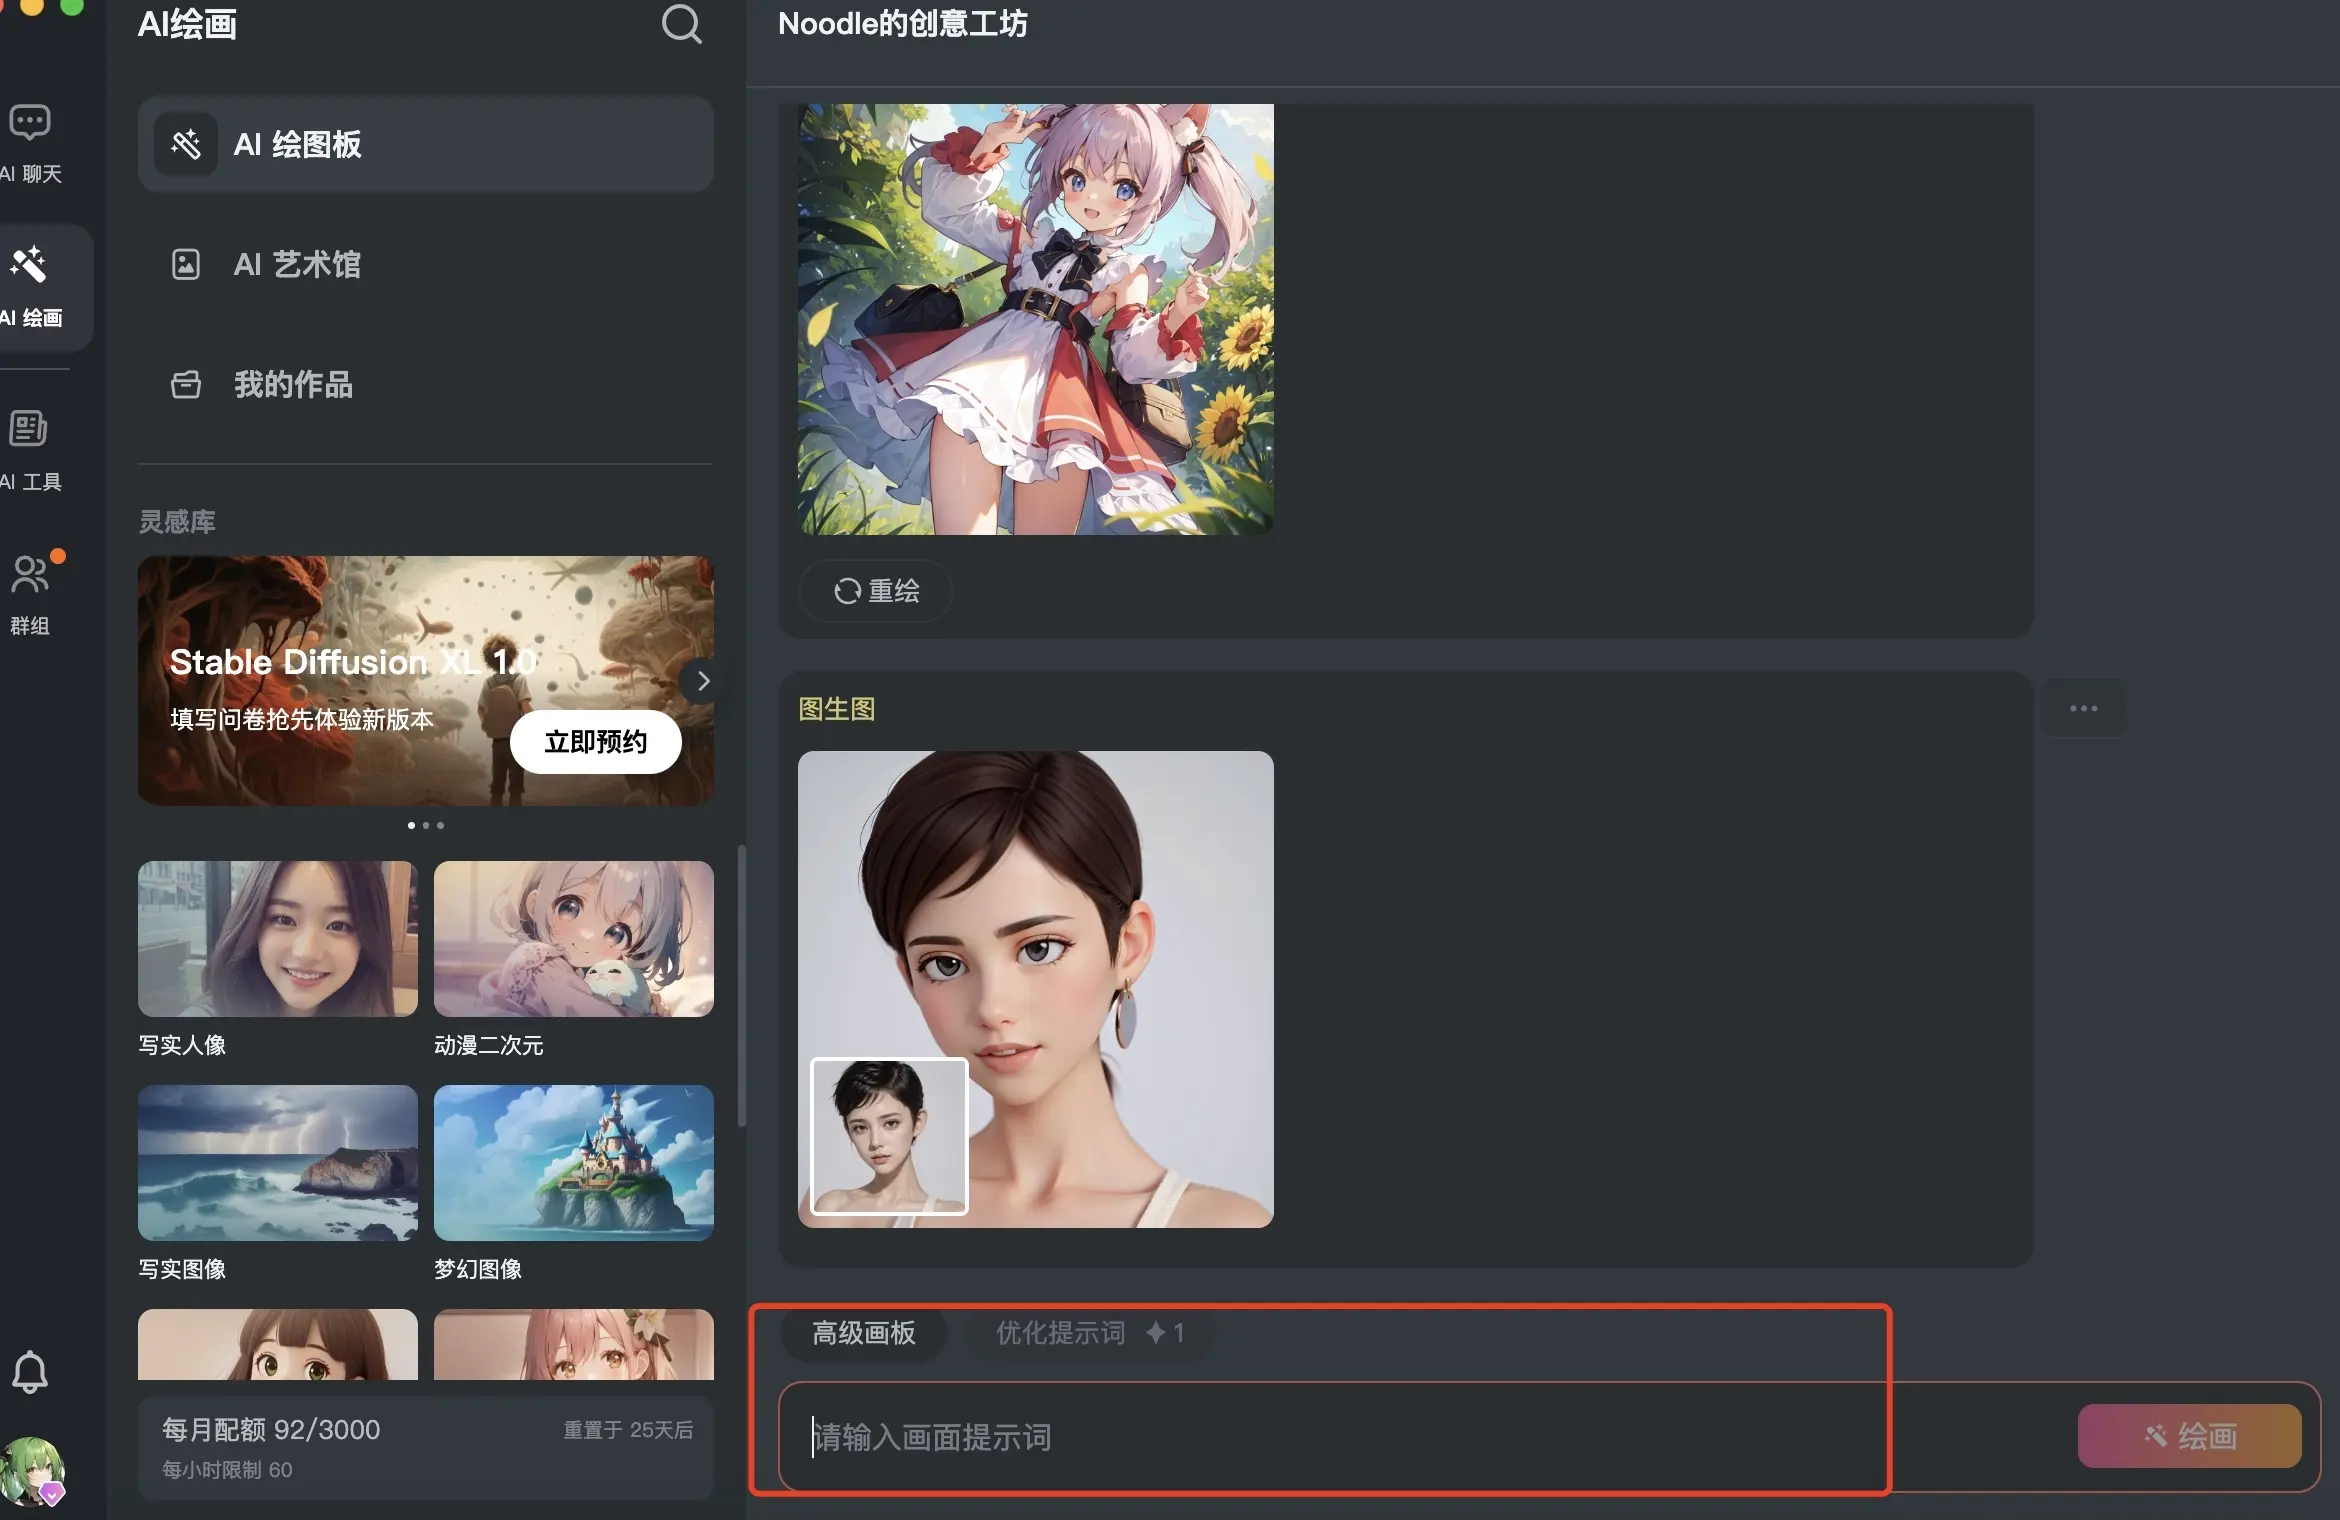 AI 聊天
AI 绘画
AI 工具
群组
AI绘画
AI 绘图板
AI 艺术馆
我的作品
灵感库
Stable Diffusion XL 1.0
填写问卷抢先体验新版本
立即预约
写实人像
动漫二次元
写实图像
梦幻图像
每月配额 92/3000
重置于 25天后
每小时限制 60
Noodle的创意工坊
重绘
图生图
高级画板
优化提示词 1
请输入画面提示词
绘画